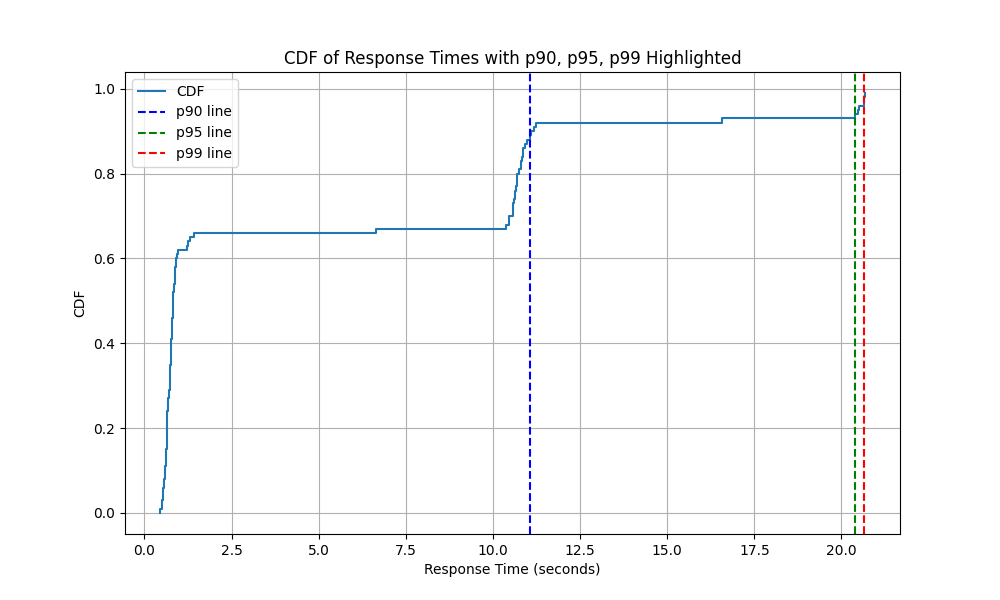 CDF of Response Times with p90, p95, p99 Highlighted
CDF
p90 line
p95 line
p99 line
1.0
0.8
0.6
0.4
0.2
0.0
CDF
0.0 2.5 5.0 7.5 10.0 12.5 15.0 17.5 20.0
Response Time (seconds)